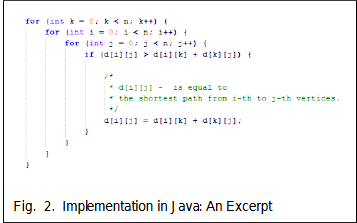 for (int k = 0; k < n; k++) {
for (int i = 0; i < n; i++) {
for (int j = 0; j < n; j++) {
if (d[i][j] > d[i][k] + d[k][j]) {
/*
* d[i][j] - is equal to
* the shortest path from i-th to j-th vertices.
*/
d[i][j] = d[i][k] + d[k][j];
}
}
}
}
Fig. 2. Implementation in Java: An Excerpt